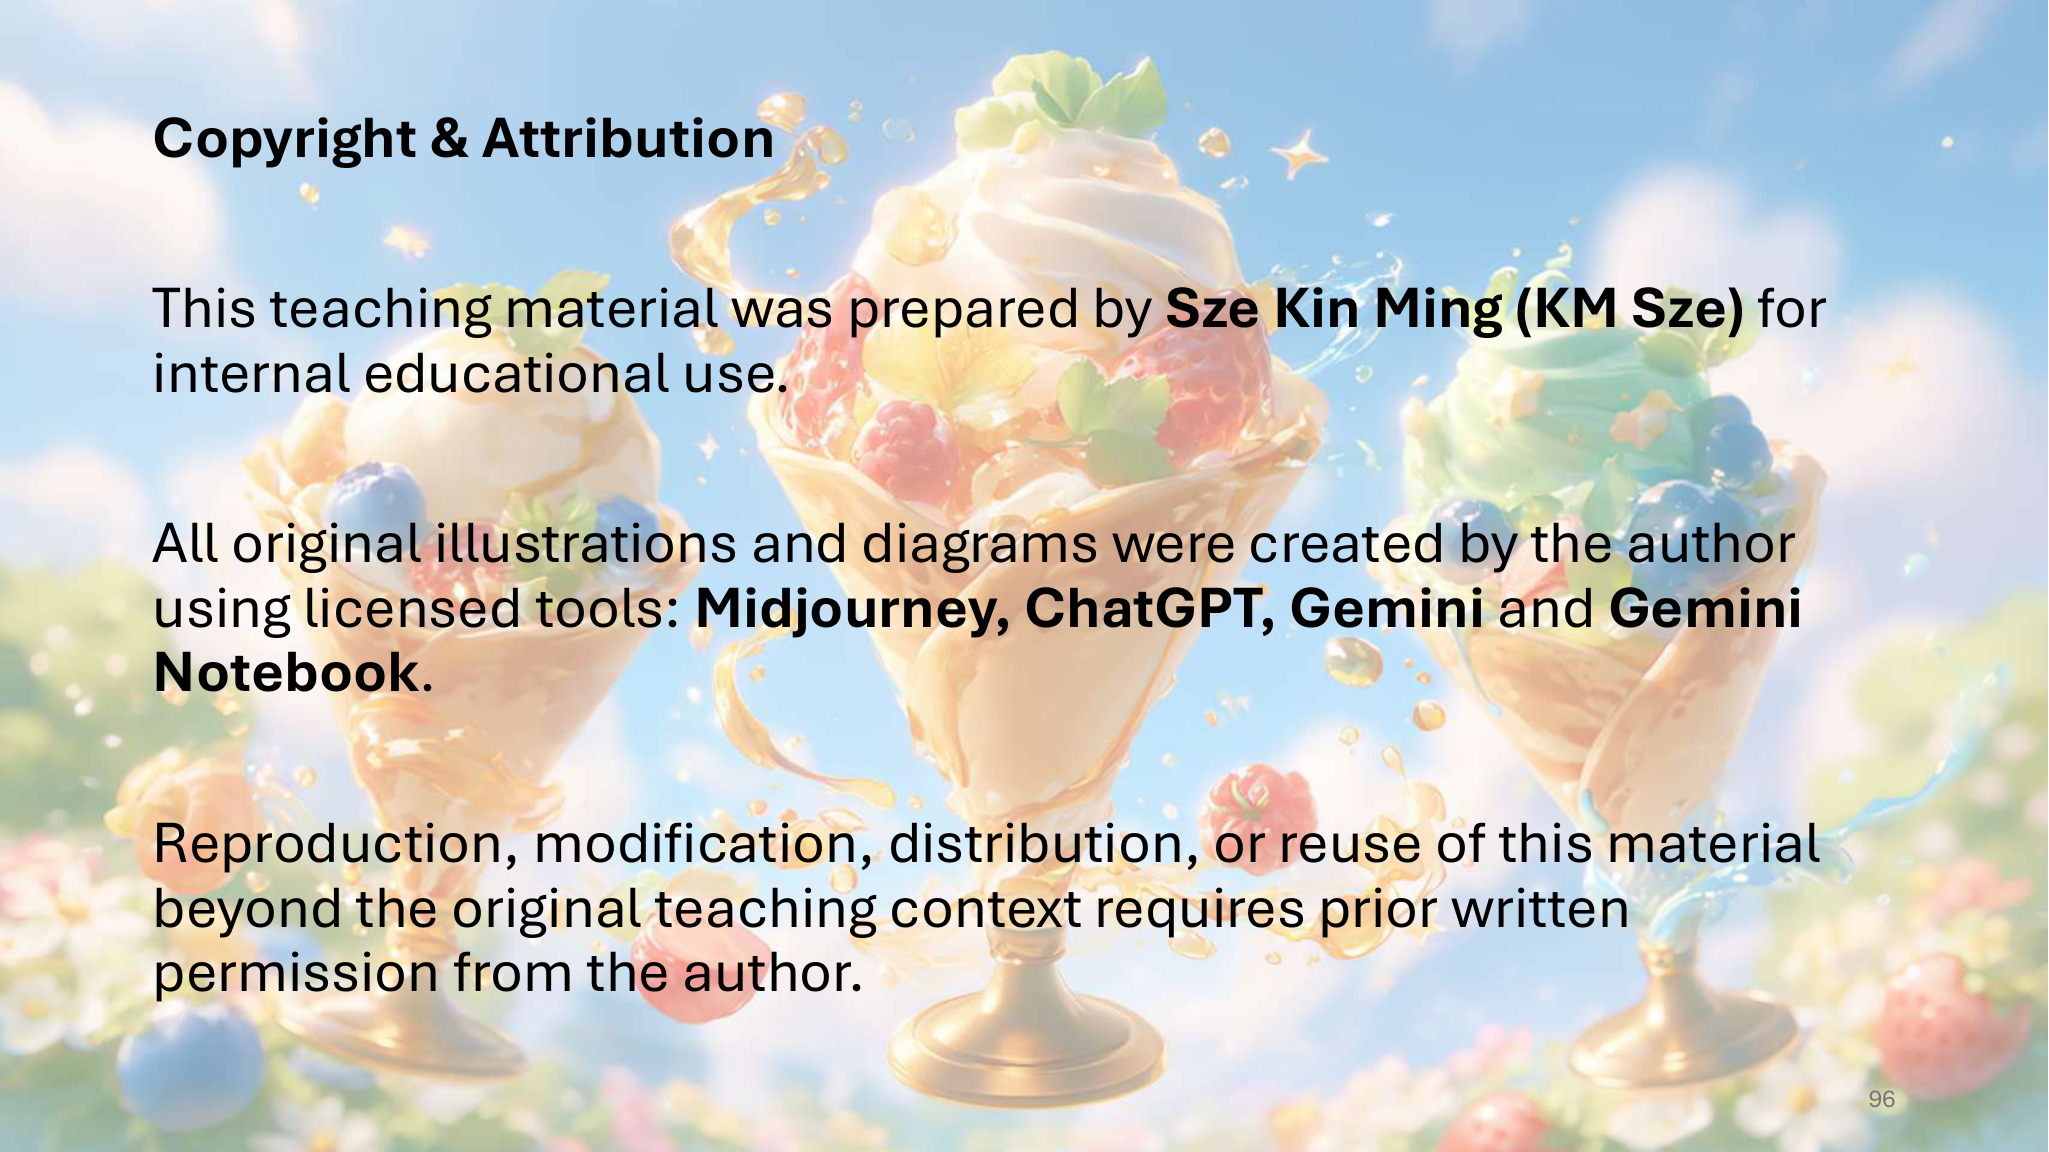 Copyright & Attribution
This teaching material was prepared by Sze Kin Ming (KM Sze) for
internal educational use.
All original illustrations and diagrams were created by the author
using licensed tools: Midjourney, ChatGPT, Gemini and Gemini
Notebook.
Reproduction, modification, distribution, or reuse of this material
beyond the original teaching context requires prior written
permission from the author.
96